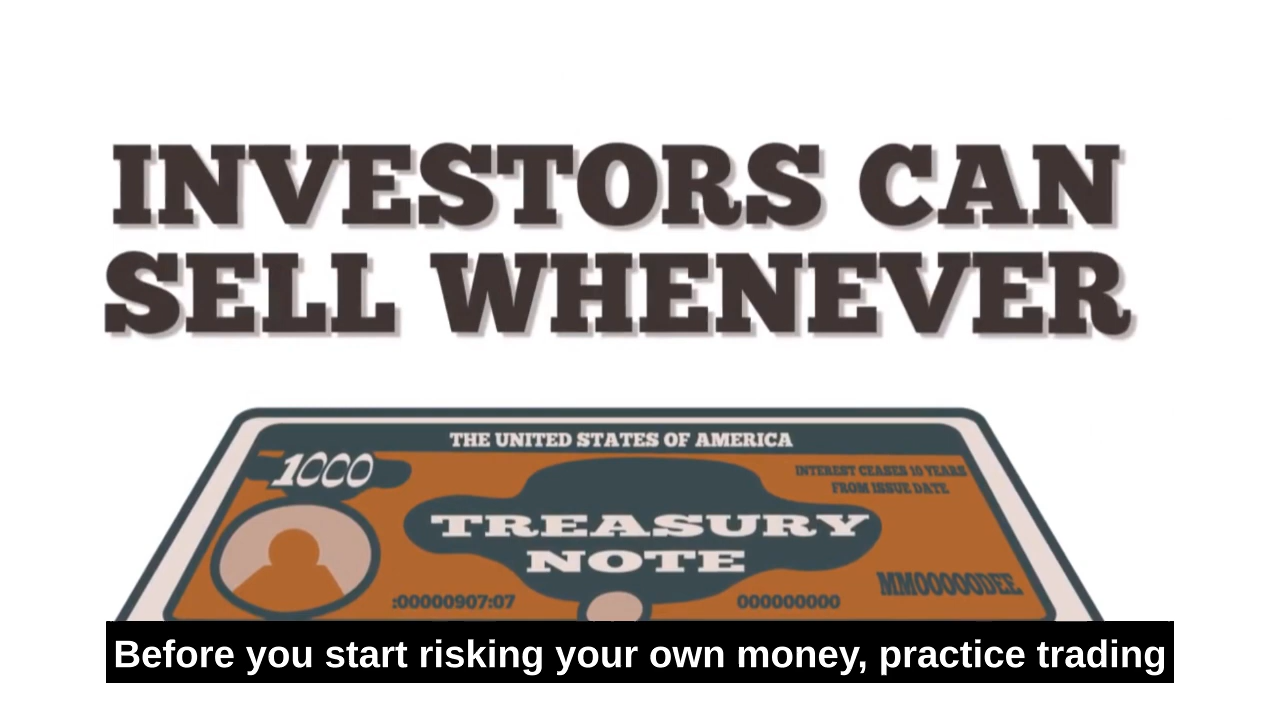 INVESTORS CAN
SELL WHENEVER
THE UNITED STATES OF AMERICA
1000
INTEREST CEASES 10 YEARS
FROM ISSUE DATE
TREASURY
NOTE
MM00000DEE
:00000907:07
000000000
Before you start risking your own money, practice trading